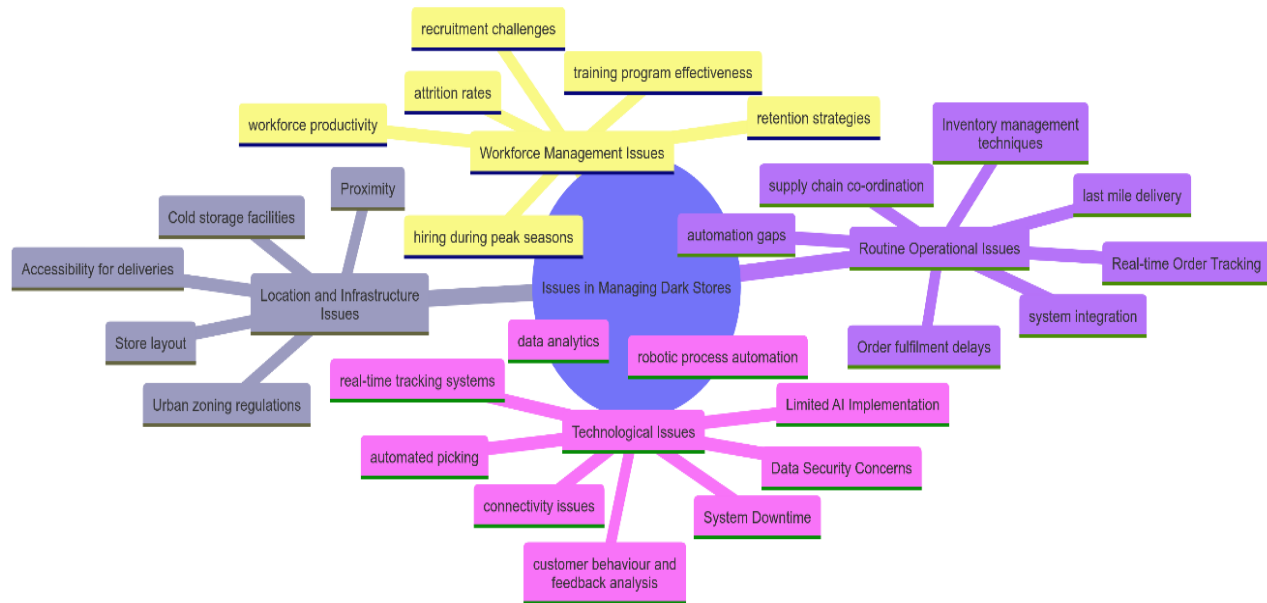 recruitment challenges
training program effectiveness
attrition rates
retention strategies
workforce productivity
Workforce Management Issues
hiring during peak seasons
Inventory management
techniques
supply chain co-ordination
last mile delivery
automation gaps
Routine Operational Issues
Real-time Order Tracking
system integration
Order fulfilment delays
Proximity
Cold storage facilities
Accessibility for deliveries
Location and Infrastructure
Issues
Store layout
Urban zoning regulations
Issues in Managing Dark Stores
data analytics
robotic process automation
real-time tracking systems
Limited AI Implementation
Technological Issues
automated picking
Data Security Concerns
connectivity issues
System Downtime
customer behaviour and
feedback analysis